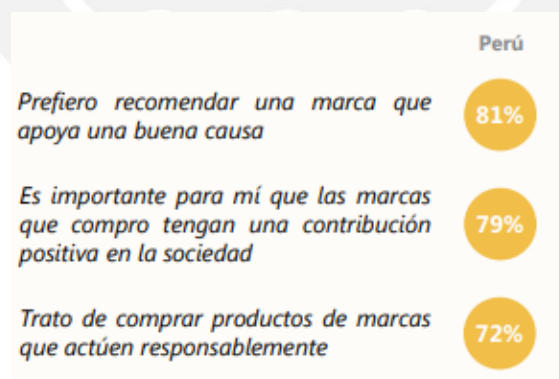 Perú
Prefiero recomendar una marca que
apoya una buena causa
81%
Es importante para mí que las marcas
que compro tengan una contribución
positiva en la sociedad
79%
Trato de comprar productos de marcas
que actúen responsablemente
72%